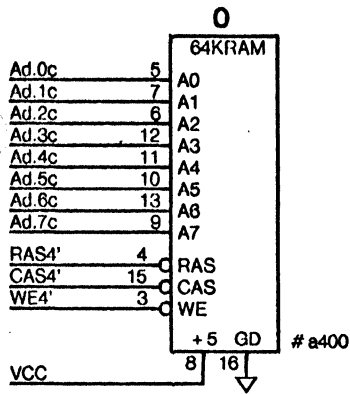 0
64KRAM
Ad.0c 5 A0
Ad.1c 7 A1
Ad.2c 6 A2
Ad.3c 12 A3
Ad.4c 11 A4
Ad.5c 10 A5
Ad.6c 13 A6
Ad.7c 9 A7
RAS4' 4 RAS
CAS4' 15 CAS
WE4' 3 WE
+5 GD # a400
VCC 8 16